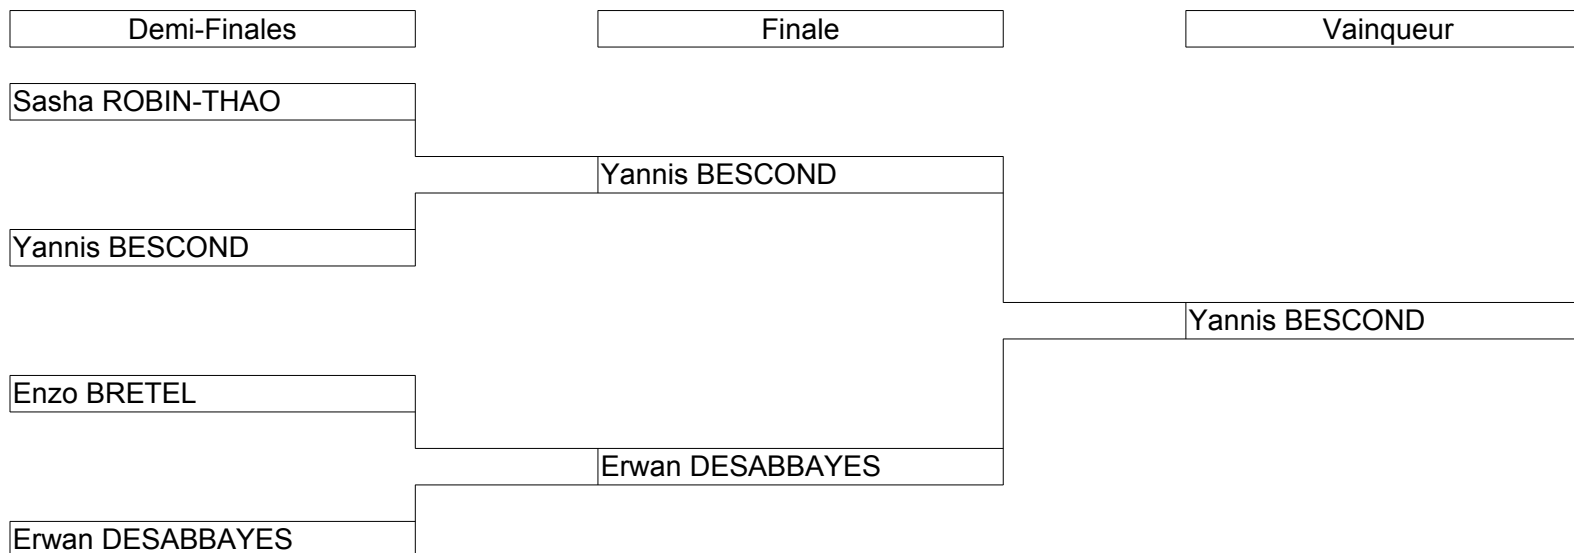 Demi-Finales
Finale
Vainqueur
Sasha ROBIN-THAO
Yannis BESCOND
Yannis BESCOND
Yannis BESCOND
Enzo BRETEL
Erwan DESABBAYES
Erwan DESABBAYES